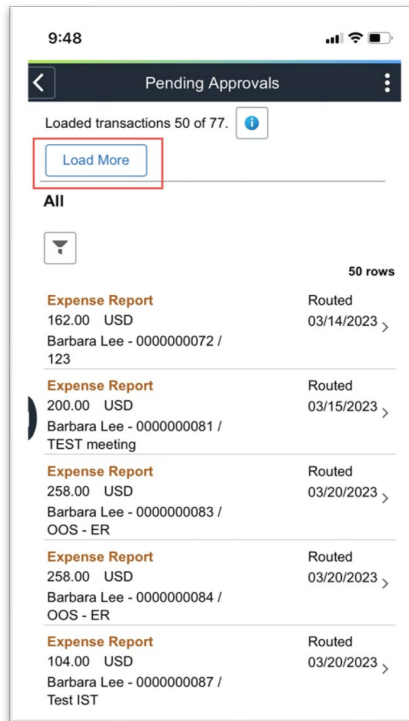 9:48
Pending Approvals
Loaded transactions 50 of 77.
Load More
All
50 rows
Expense Report Routed
162.00 USD 03/14/2023
Barbara Lee - 0000000072 /
123
Expense Report Routed
200.00 USD 03/15/2023
Barbara Lee - 0000000081 /
TEST meeting
Expense Report Routed
258.00 USD 03/20/2023
Barbara Lee - 0000000083 /
OOS - ER
Expense Report Routed
258.00 USD 03/20/2023
Barbara Lee - 0000000084 /
OOS - ER
Expense Report Routed
104.00 USD 03/20/2023
Barbara Lee - 0000000087 /
Test IST